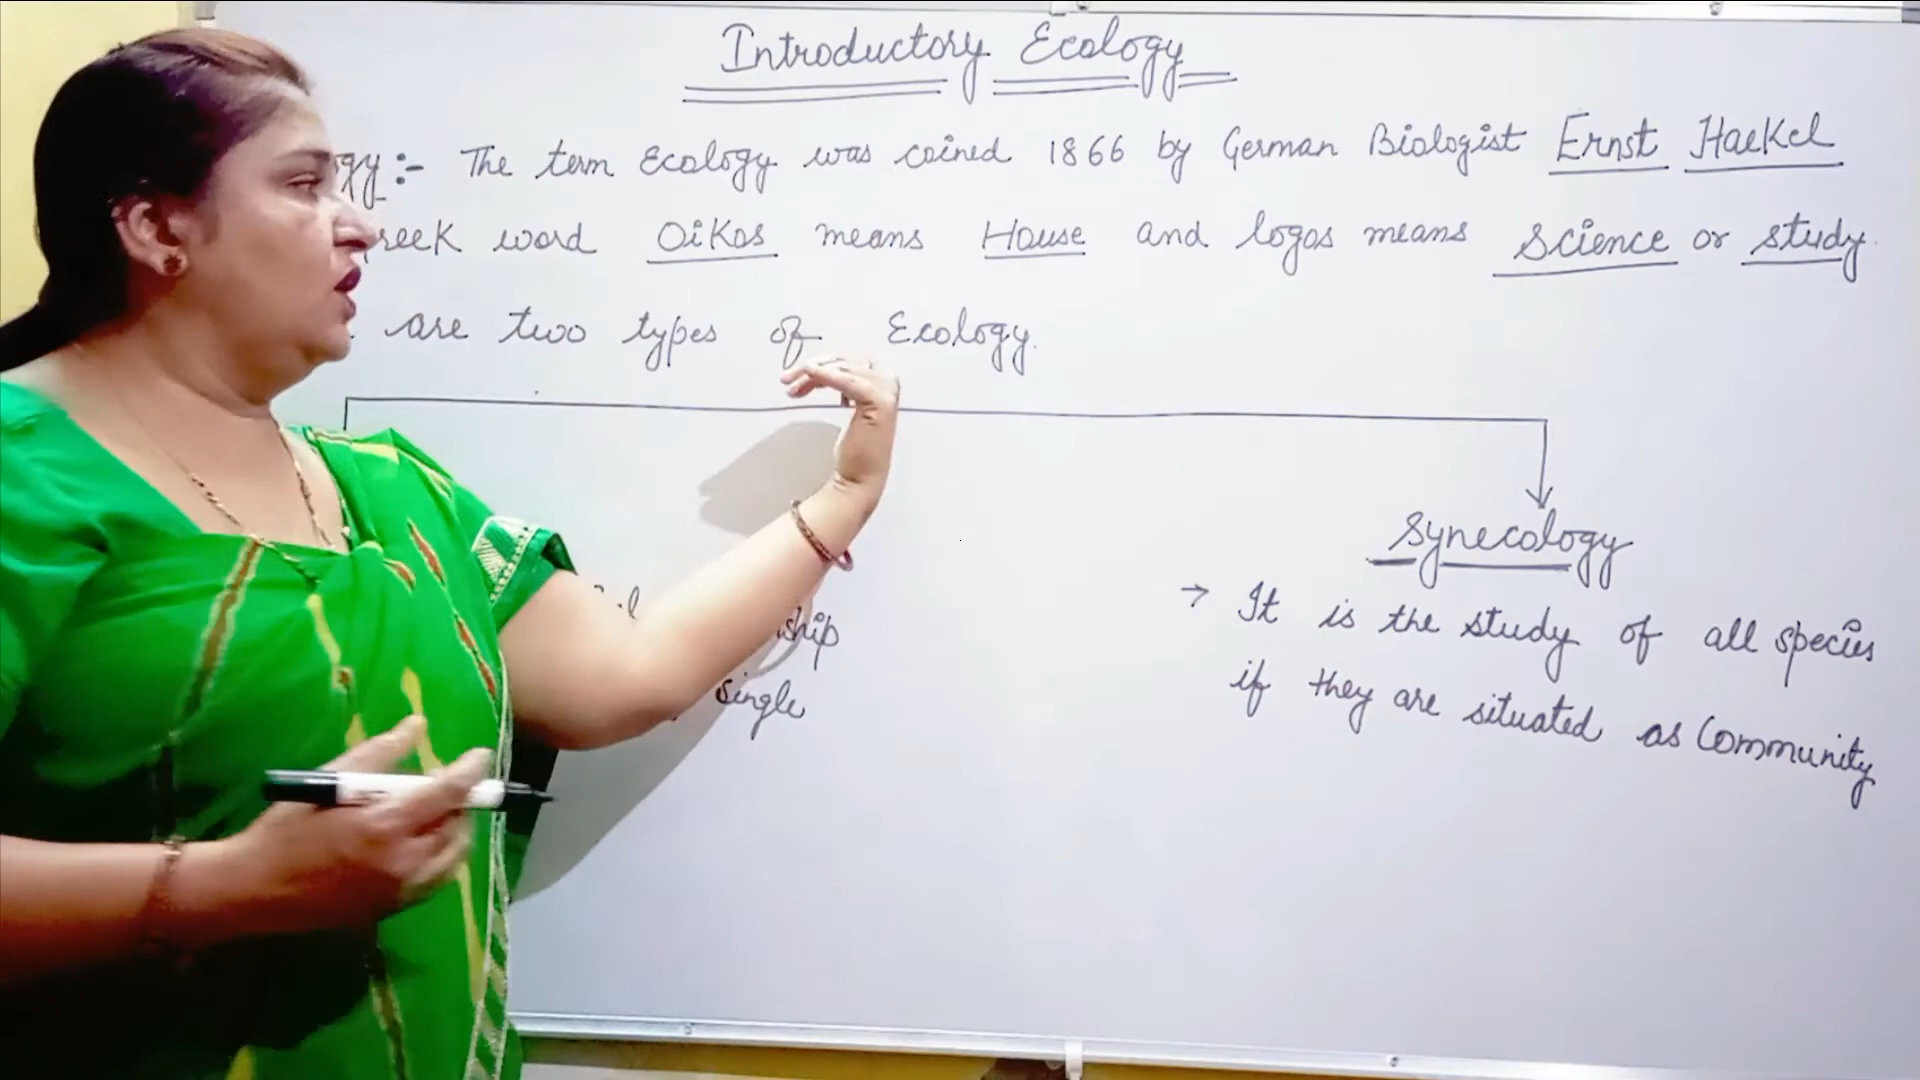 Introductory Ecology
ogy :- The term Ecology was coined 1866 by German Biologist Ernst Haekel
reek word Oikos means House and logos means science or study.
are two types of Ecology.
Synecology
ship
→ It is the study of all species
single
if they are situated as Community